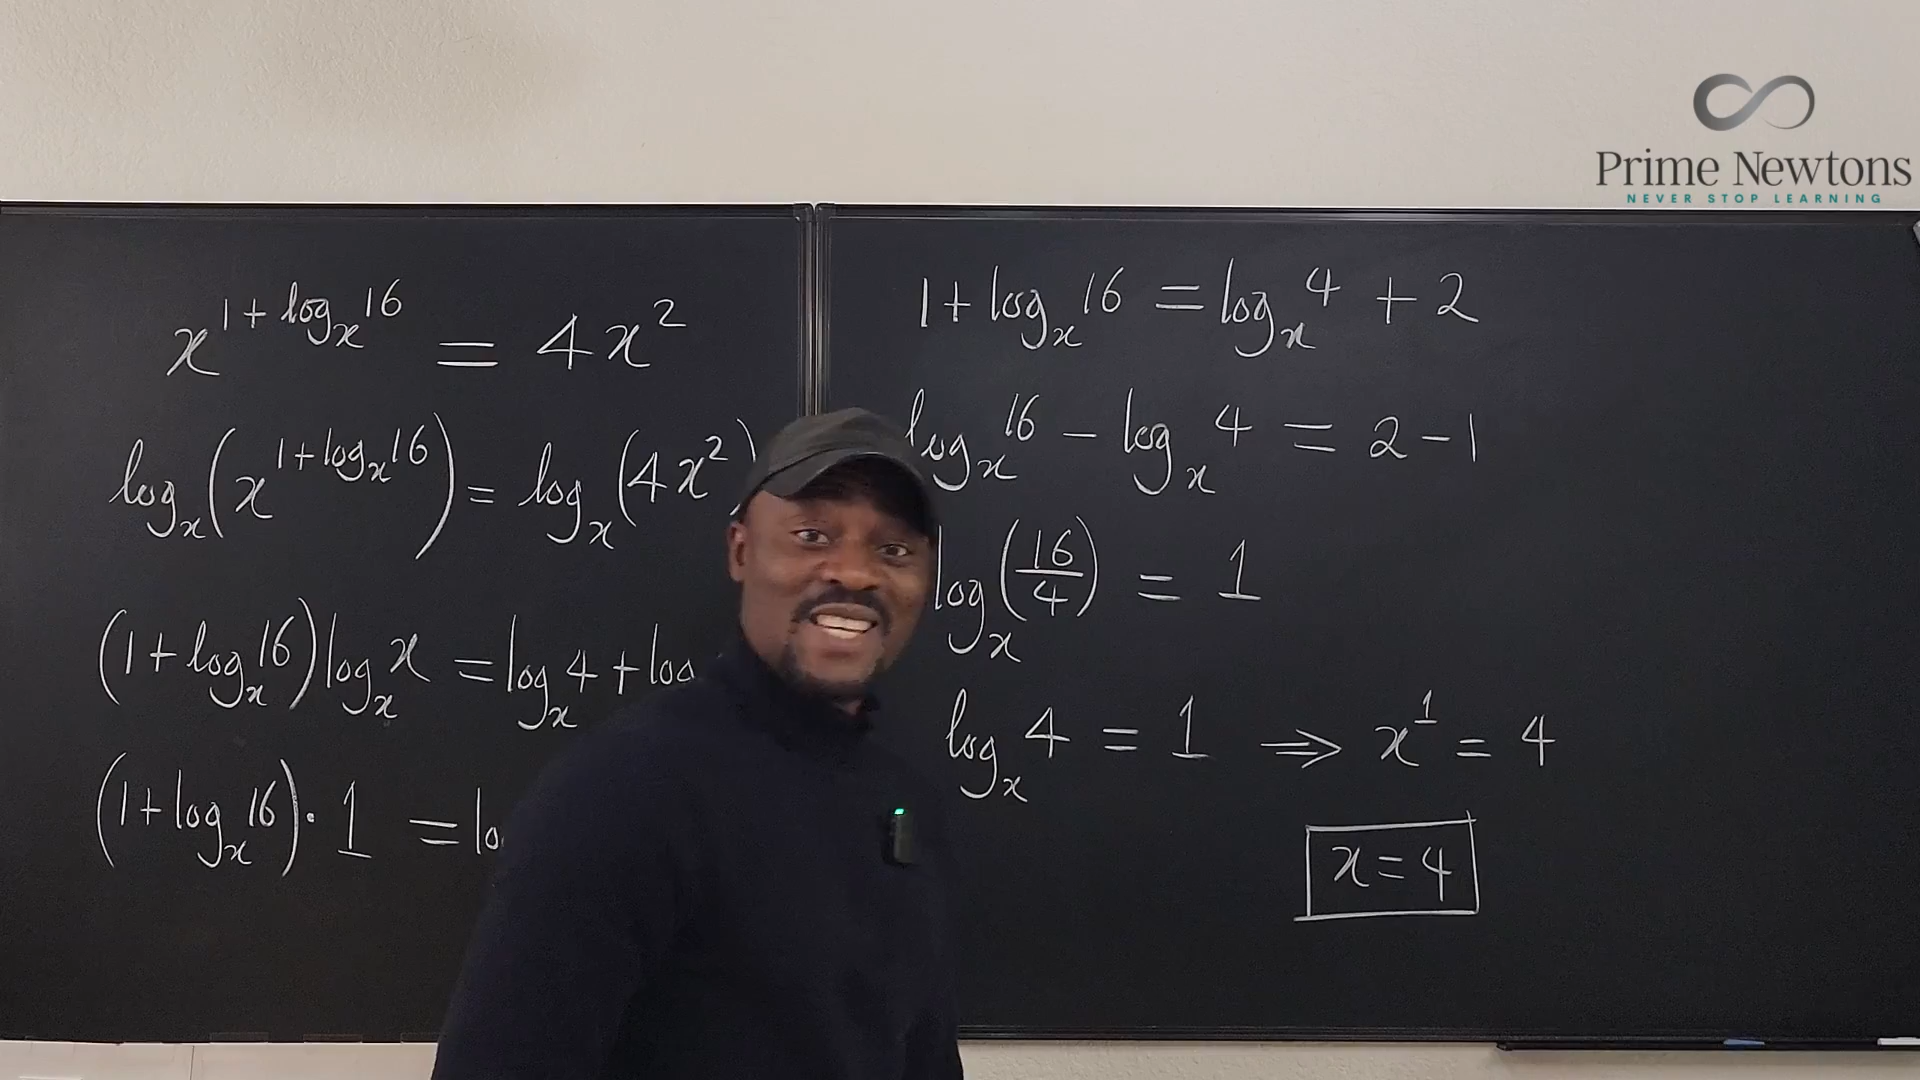 Prime Newtons
NEVER STOP LEARNING
x^{1 + log_x 16} = 4x^2
log_x (x^{1 + log_x 16}) = log_x (4x^2)
(1 + log_x 16) log_x x = log_x 4 + log
(1 + log_x 16) · 1 = lo
1 + log_x 16 = log_x 4 + 2
log_x 16 − log_x 4 = 2 − 1
log_x (16/4) = 1
log_x 4 = 1 ⇒ x^1 = 4
x = 4